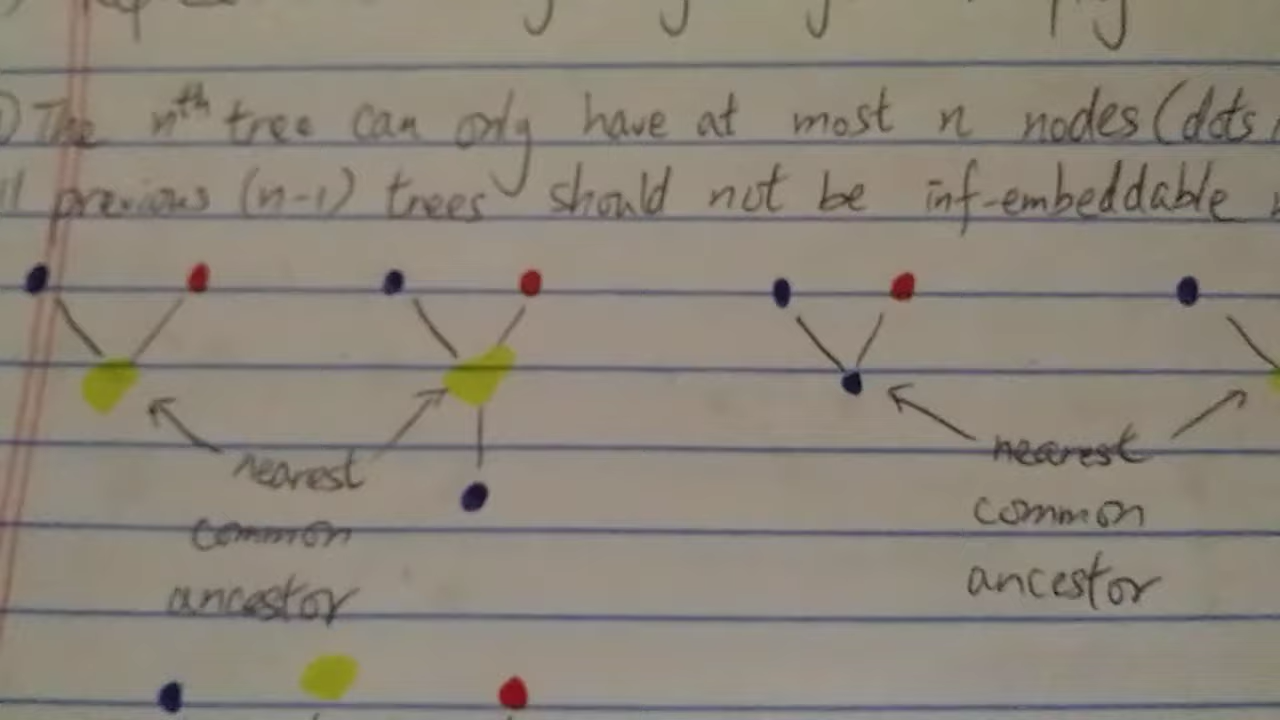 The nth tree can only have at most n nodes (dots
previous (n-1) trees should not be inf-embeddable
nearest
common
ancestor
nearest
common
ancestor